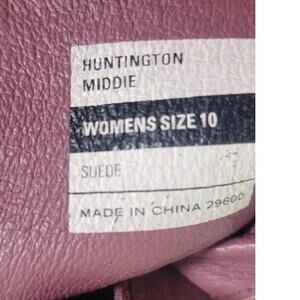 HUNTINGTON
MIDDIE
WOMENS SIZE 10
SUEDE
MADE IN CHINA 29600